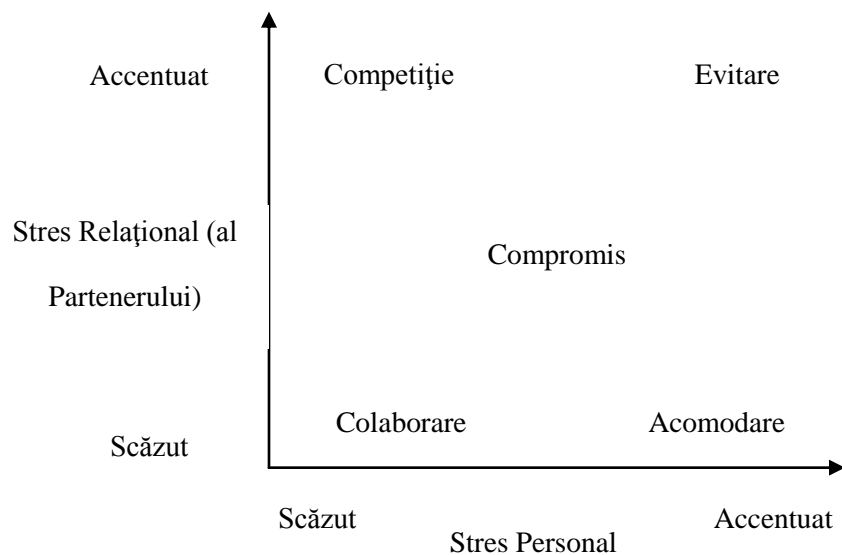 Accentuat
Competiţie
Evitare
Stres Relaţional (al
Partenerului)
Compromis
Colaborare
Acomodare
Scăzut
Scăzut
Accentuat
Stres Personal